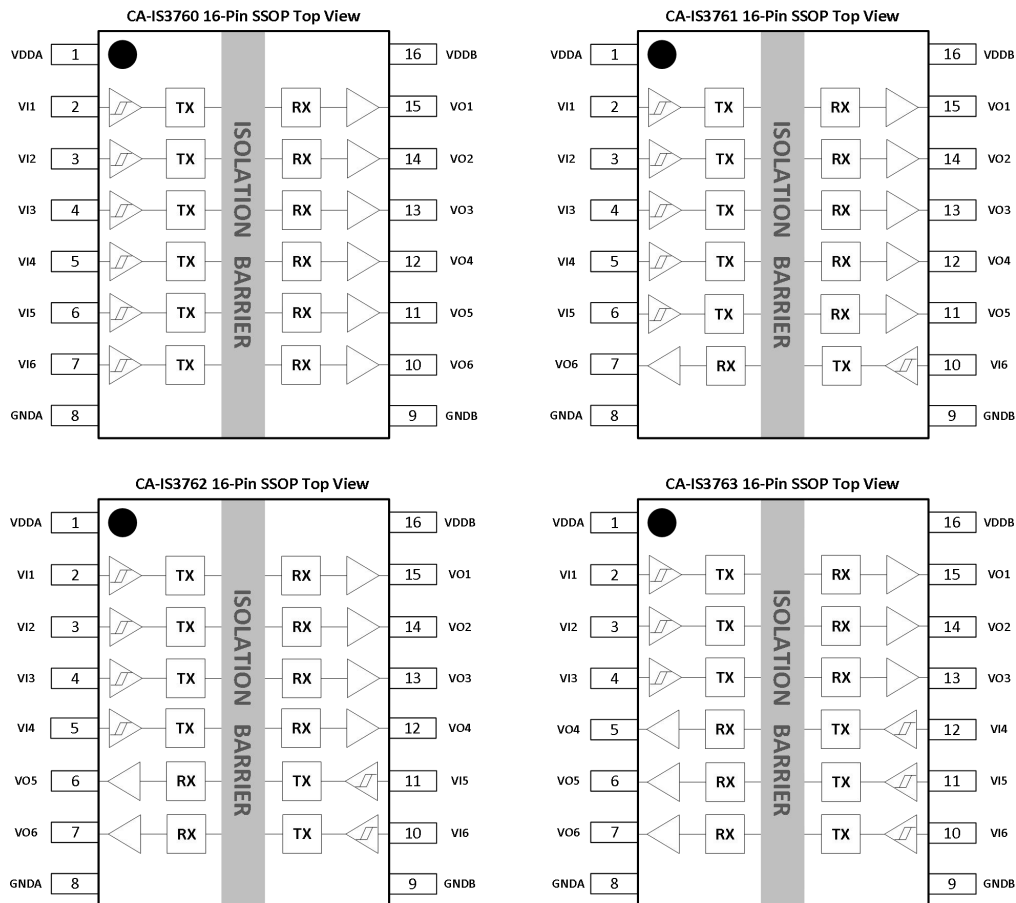 CA-IS3760 16-Pin SSOP Top View
VDDA 1 16 VDDB
VI1 2 TX RX 15 VO1
VI2 3 TX RX 14 VO2
VI3 4 TX RX 13 VO3
VI4 5 TX RX 12 VO4
VI5 6 TX RX 11 VO5
VI6 7 TX RX 10 VO6
GNDA 8 9 GNDB
ISOLATION BARRIER
CA-IS3761 16-Pin SSOP Top View
VDDA 1 16 VDDB
VI1 2 TX RX 15 VO1
VI2 3 TX RX 14 VO2
VI3 4 TX RX 13 VO3
VI4 5 TX RX 12 VO4
VI5 6 TX RX 11 VO5
VO6 7 RX TX 10 VI6
GNDA 8 9 GNDB
ISOLATION BARRIER
CA-IS3762 16-Pin SSOP Top View
VDDA 1 16 VDDB
VI1 2 TX RX 15 VO1
VI2 3 TX RX 14 VO2
VI3 4 TX RX 13 VO3
VI4 5 TX RX 12 VO4
VO5 6 RX TX 11 VI5
VO6 7 RX TX 10 VI6
GNDA 8 9 GNDB
ISOLATION BARRIER
CA-IS3763 16-Pin SSOP Top View
VDDA 1 16 VDDB
VI1 2 TX RX 15 VO1
VI2 3 TX RX 14 VO2
VI3 4 TX RX 13 VO3
VO4 5 RX TX 12 VI4
VO5 6 RX TX 11 VI5
VO6 7 RX TX 10 VI6
GNDA 8 9 GNDB
ISOLATION BARRIER